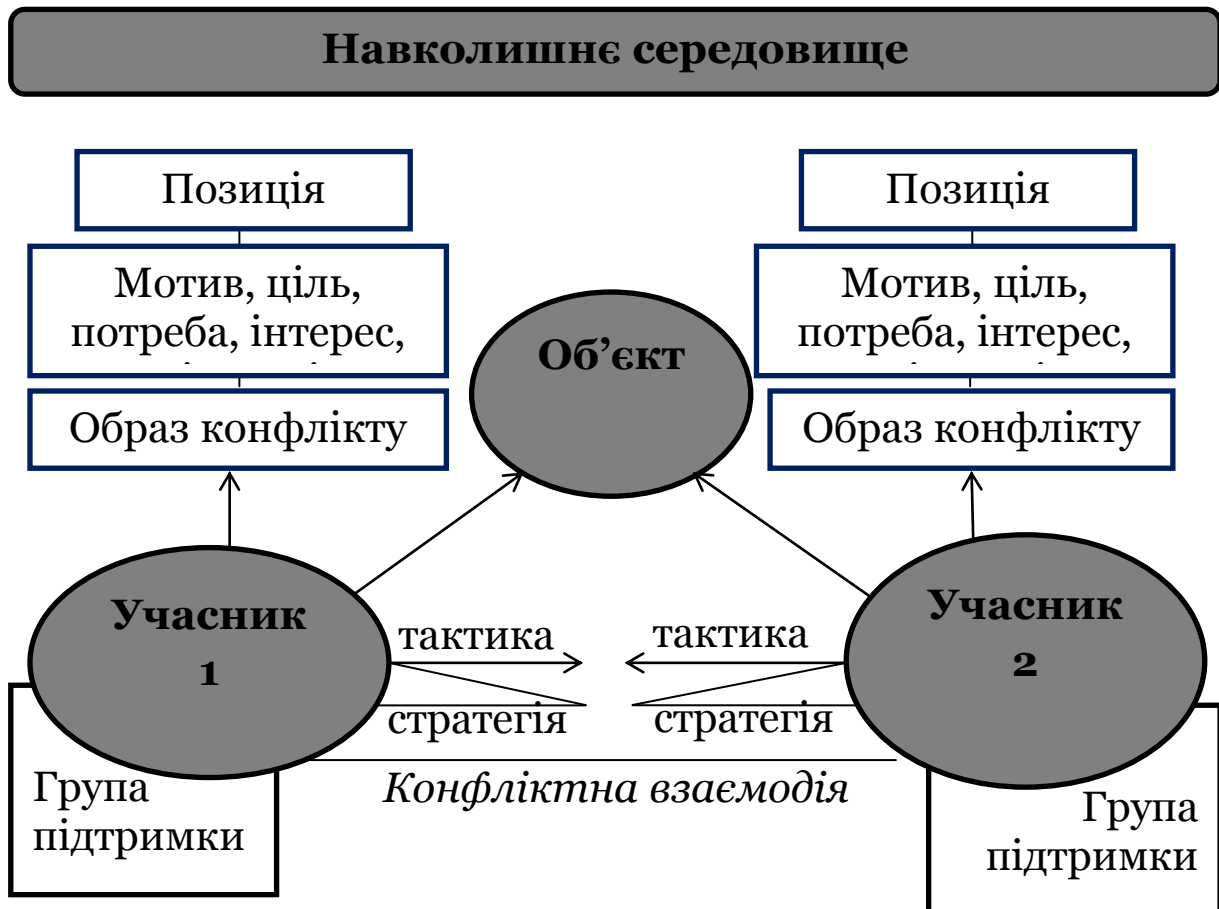 Навколишнє середовище
Позиція
Мотив, ціль,
потреба, інтерес,
Образ конфлікту
Позиція
Мотив, ціль,
потреба, інтерес,
Образ конфлікту
Об’єкт
Учасник
1
тактика
стратегія
тактика
стратегія
Учасник
2
Конфліктна взаємодія
Група
підтримки
Група
підтримки